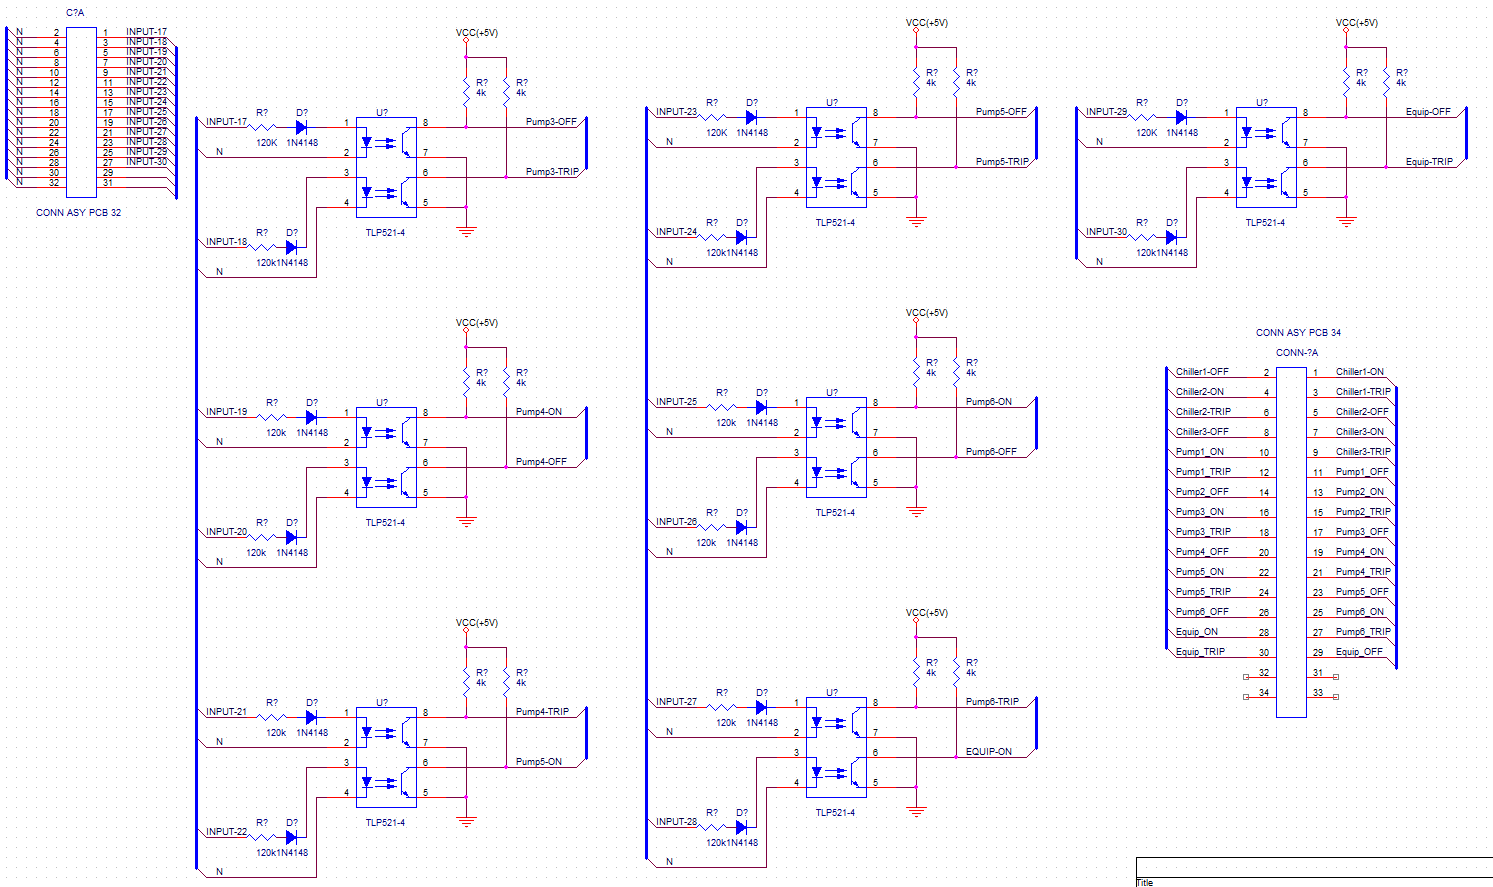 C?A
N 2 1 INPUT-17
N 4 3 INPUT-18
N 6 5 INPUT-19
N 8 7 INPUT-20
N 10 9 INPUT-21
N 12 11 INPUT-22
N 14 13 INPUT-23
N 16 15 INPUT-24
N 18 17 INPUT-25
N 20 19 INPUT-26
N 22 21 INPUT-27
N 24 23 INPUT-28
N 26 25 INPUT-29
N 28 27 INPUT-30
N 30 29
N 32 31
CONN ASY PCB 32
VCC(+5V)
R? R?
4k 4k
INPUT-17 R? D? U?
120K 1N4148
1 8 Pump3-OFF
N 2 7
3 6 Pump3-TRIP
4 5
TLP521-4
INPUT-18 R? D?
120k1N4148
N
VCC(+5V)
R? R?
4k 4k
INPUT-19 R? D? U?
120k 1N4148
1 8 Pump4-ON
N 2 7
3 6 Pump4-OFF
4 5
TLP521-4
INPUT-20 R? D?
120k 1N4148
N
VCC(+5V)
R? R?
4k 4k
INPUT-21 R? D? U?
120k 1N4148
1 8 Pump4-TRIP
N 2 7
3 6 Pump5-ON
4 5
TLP521-4
INPUT-22 R? D?
120k1N4148
N
VCC(+5V)
R? R?
4k 4k
INPUT-23 R? D? U?
120K 1N4148
1 8 Pump5-OFF
N 2 7
3 6 Pump5-TRIP
4 5
TLP521-4
INPUT-24 R? D?
120k1N4148
N
VCC(+5V)
R? R?
4k 4k
INPUT-25 R? D? U?
120k 1N4148
1 8 Pump6-ON
N 2 7
3 6 Pump6-OFF
4 5
TLP521-4
INPUT-26 R? D?
120k 1N4148
N
VCC(+5V)
R? R?
4k 4k
INPUT-27 R? D? U?
120k 1N4148
1 8 Pump6-TRIP
N 2 7
3 6 EQUIP-ON
4 5
TLP521-4
INPUT-28 R? D?
120k1N4148
N
VCC(+5V)
R? R?
4k 4k
INPUT-29 R? D? U?
120K 1N4148
1 8 Equip-OFF
N 2 7
3 6 Equip-TRIP
4 5
TLP521-4
INPUT-30 R? D?
120k1N4148
N
CONN ASY PCB 34
CONN-?A
Chiller1-OFF 2 1 Chiller1-ON
Chiller2-ON 4 3 Chiller1-TRIP
Chiller2-TRIP 6 5 Chiller2-OFF
Chiller3-OFF 8 7 Chiller3-ON
Pump1_ON 10 9 Chiller3-TRIP
Pump1_TRIP 12 11 Pump1_OFF
Pump2_OFF 14 13 Pump2_ON
Pump3_ON 16 15 Pump2_TRIP
Pump3_TRIP 18 17 Pump3_OFF
Pump4_OFF 20 19 Pump4_ON
Pump5_ON 22 21 Pump4_TRIP
Pump5_TRIP 24 23 Pump5_OFF
Pump6_OFF 26 25 Pump6_ON
Equip_ON 28 27 Pump6_TRIP
Equip_TRIP 30 29 Equip_OFF
32 31
34 33
Title